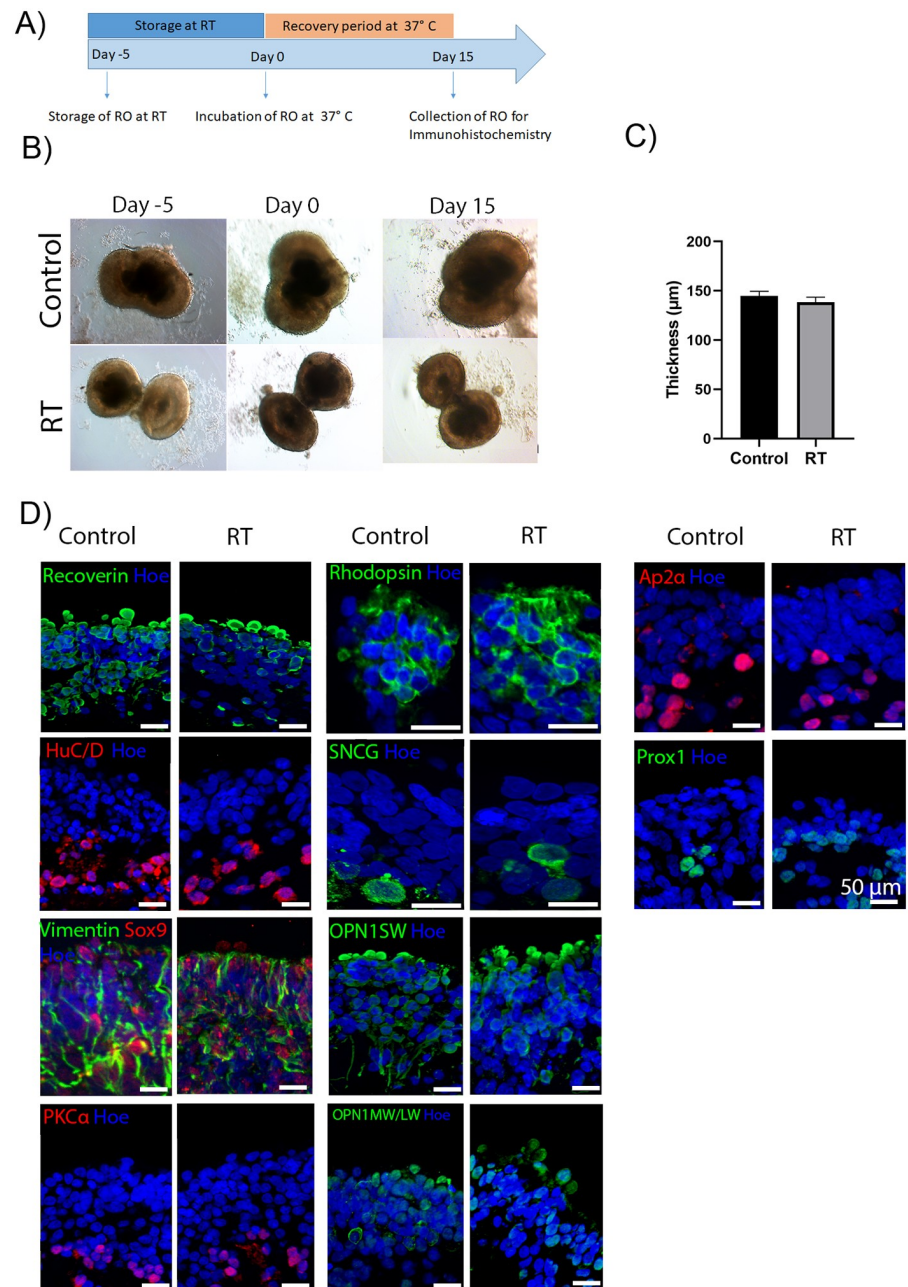 A)
Storage at RT
Recovery period at 37° C
Day -5
Day 0
Day 15
Storage of RO at RT
Incubation of RO at 37° C
Collection of RO for
Immunohistochemistry
B)
Day -5
Day 0
Day 15
Control
RT
C)
Thickness (µm)
200
150
100
50
0
Control
RT
D)
Control
RT
Control
RT
Control
RT
Recoverin Hoe
Rhodopsin Hoe
Ap2α Hoe
HuC/D Hoe
SNCG Hoe
Prox1 Hoe
50 µm
Vimentin Sox9
Hoe
OPN1SW Hoe
PKCα Hoe
OPN1MW/LW Hoe